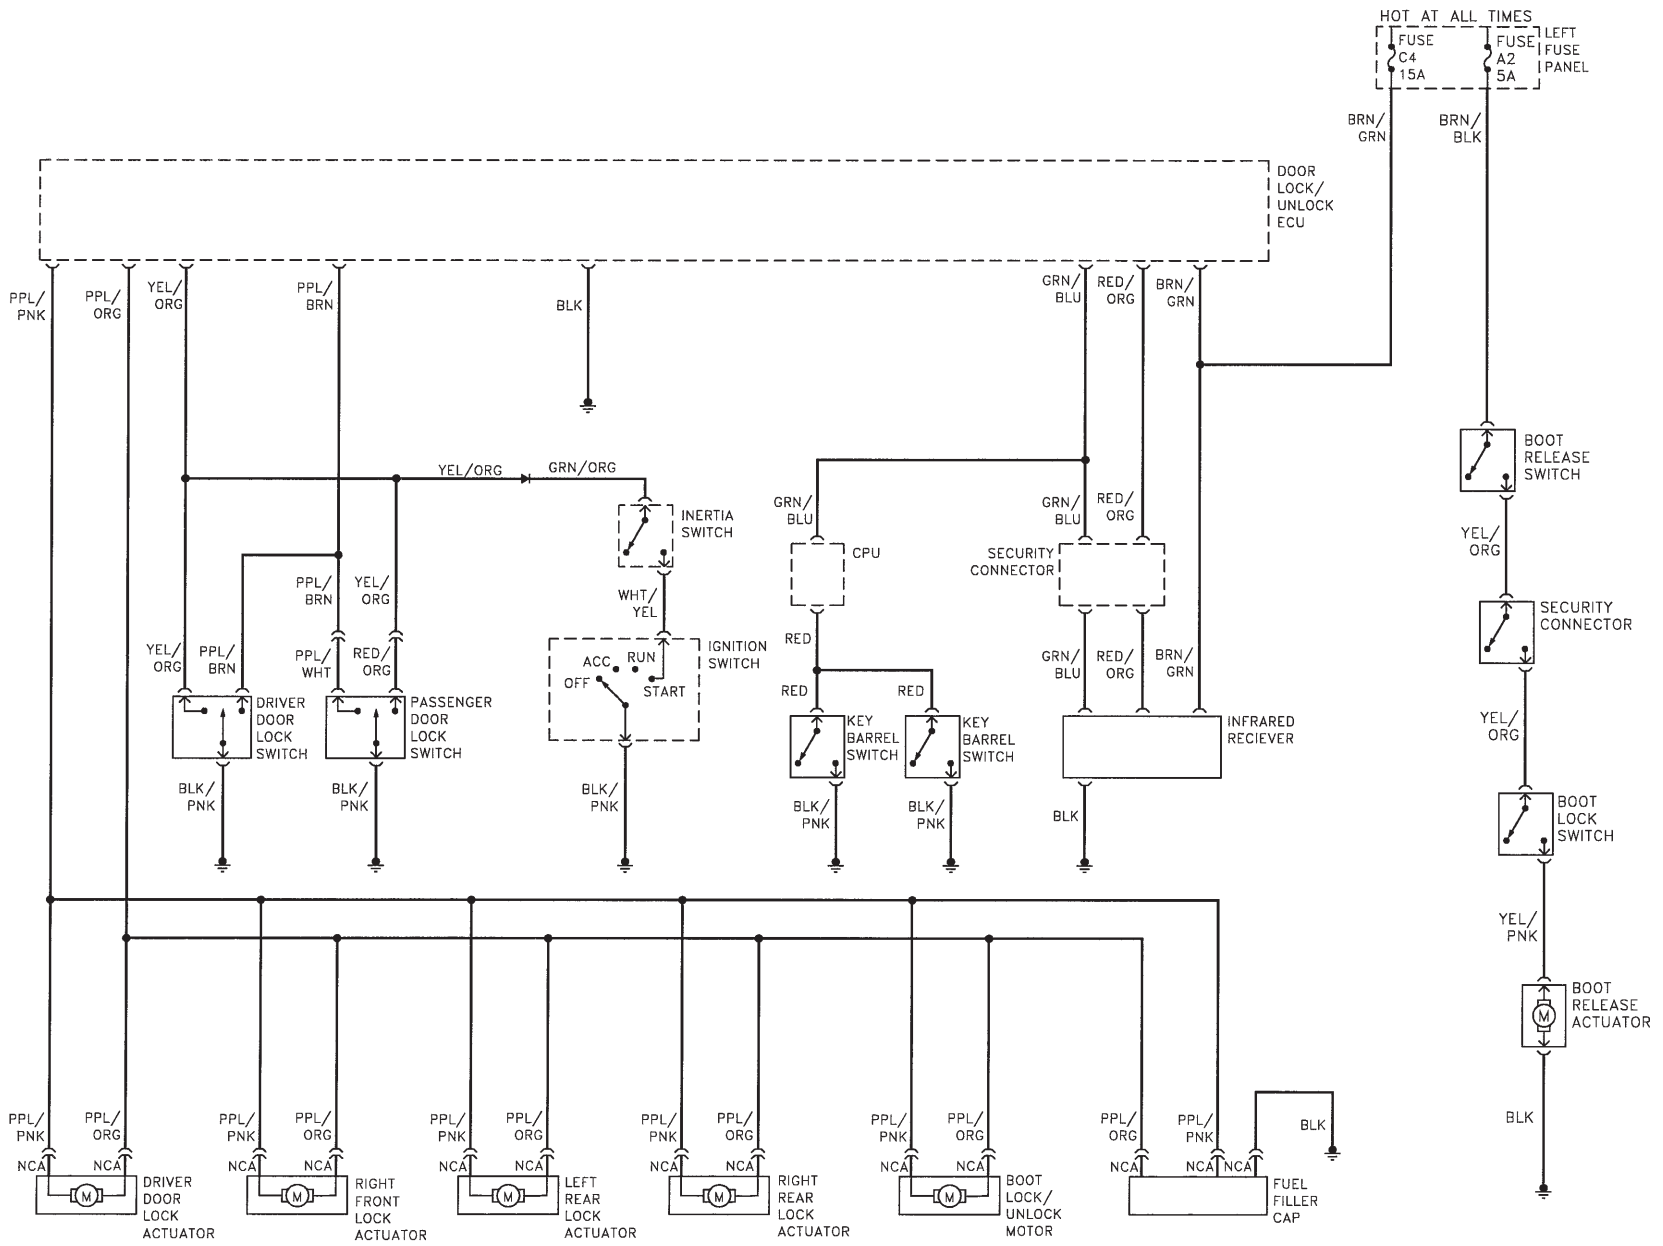 HOT AT ALL TIMES
FUSE
C4
15A
FUSE
A2
5A
LEFT
FUSE
PANEL
BRN/
GRN
BRN/
BLK
DOOR
LOCK/
UNLOCK
ECU
PPL/
PNK
PPL/
ORG
YEL/
ORG
PPL/
BRN
BLK
GRN/
BLU
RED/
ORG
BRN/
GRN
YEL/ORG
GRN/ORG
INERTIA
SWITCH
GRN/
BLU
GRN/
BLU
RED/
ORG
BOOT
RELEASE
SWITCH
YEL/
ORG
PPL/
BRN
YEL/
ORG
WHT/
YEL
CPU
SECURITY
CONNECTOR
SECURITY
CONNECTOR
YEL/
ORG
PPL/
BRN
PPL/
WHT
RED/
ORG
ACC
RUN
OFF
START
IGNITION
SWITCH
RED
RED
RED
GRN/
BLU
RED/
ORG
BRN/
GRN
DRIVER
DOOR
LOCK
SWITCH
PASSENGER
DOOR
LOCK
SWITCH
KEY
BARREL
SWITCH
KEY
BARREL
SWITCH
INFRARED
RECIEVER
YEL/
ORG
BLK/
PNK
BLK/
PNK
BLK/
PNK
BLK/
PNK
BLK/
PNK
BLK
BOOT
LOCK
SWITCH
YEL/
PNK
BOOT
RELEASE
ACTUATOR
M
BLK
PPL/
PNK
PPL/
ORG
PPL/
PNK
PPL/
ORG
PPL/
PNK
PPL/
ORG
PPL/
PNK
PPL/
ORG
PPL/
PNK
PPL/
ORG
PPL/
ORG
PPL/
PNK
BLK
NCA
NCA
NCA
NCA
NCA
NCA
NCA
NCA
NCA
NCA
NCA
NCA
NCA
M
DRIVER
DOOR
LOCK
ACTUATOR
M
RIGHT
FRONT
LOCK
ACTUATOR
M
LEFT
REAR
LOCK
ACTUATOR
M
RIGHT
REAR
LOCK
ACTUATOR
M
BOOT
LOCK/
UNLOCK
MOTOR
FUEL
FILLER
CAP